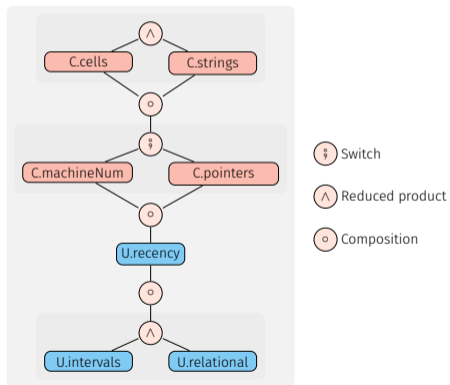 ∧
C.cells
C.strings
∘
;
Switch
C.machineNum
C.pointers
∧
Reduced product
∘
∘
Composition
U.recency
∘
∧
U.intervals
U.relational